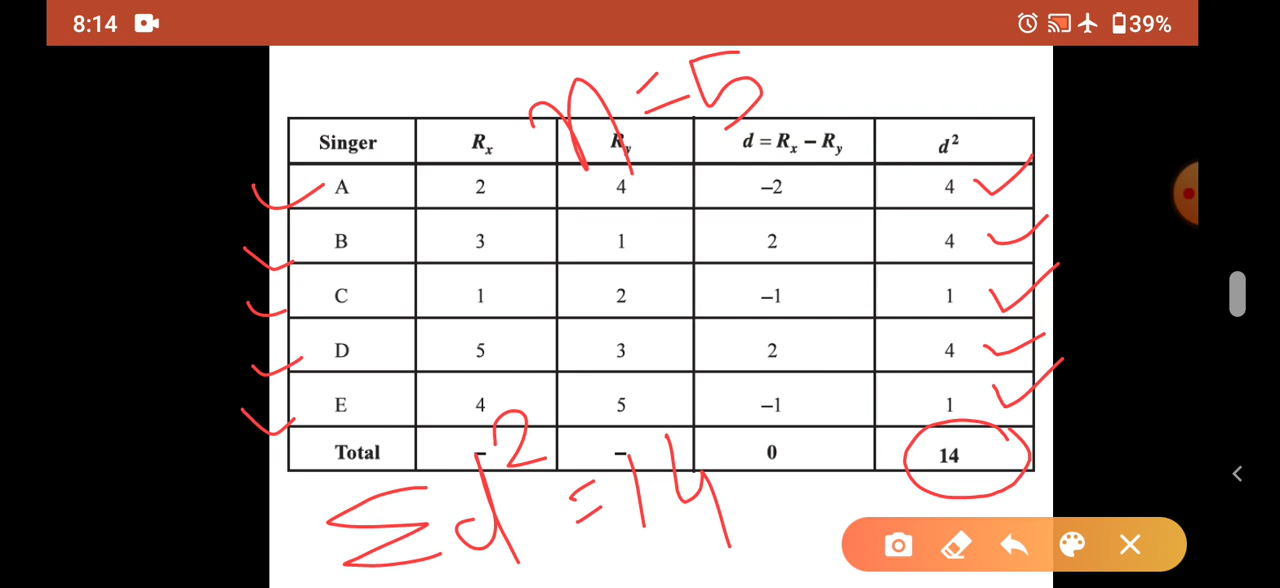 8:14 39%
n=5
Singer Rx Ry d = Rx − Ry d²
A 2 4 −2 4
B 3 1 2 4
C 1 2 −1 1
D 5 3 2 4
E 4 5 −1 1
Total − − 0 14
Σd²=14